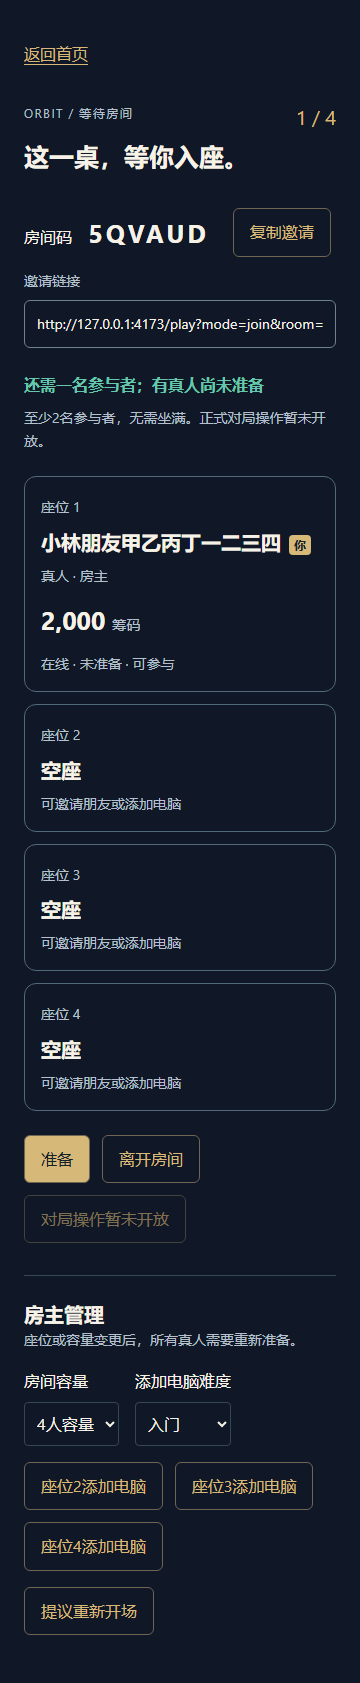 返回首页
ORBIT / 等待房间
1 / 4
这一桌，等你入座。
房间码 5QVAUD 复制邀请
邀请链接
http://127.0.0.1:4173/play?mode=join&room=
还需一名参与者；有真人尚未准备
至少2名参与者，无需坐满。正式对局操作暂未开
放。
座位 1
小林朋友甲乙丙丁一二三四 你
真人 · 房主
2,000 筹码
在线 · 未准备 · 可参与
座位 2
空座
可邀请朋友或添加电脑
座位 3
空座
可邀请朋友或添加电脑
座位 4
空座
可邀请朋友或添加电脑
准备 离开房间
对局操作暂未开放
房主管理
座位或容量变更后，所有真人需要重新准备。
房间容量 添加电脑难度
4人容量 入门
座位2添加电脑 座位3添加电脑
座位4添加电脑
提议重新开场